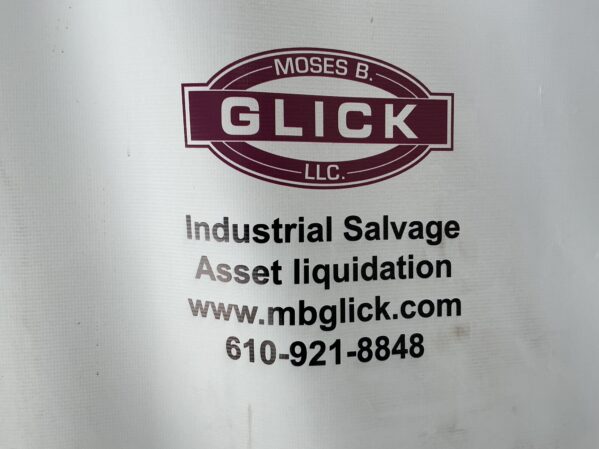 MOSES B.
GLICK
LLC.
Industrial Salvage
Asset liquidation
www.mbglick.com
610-921-8848